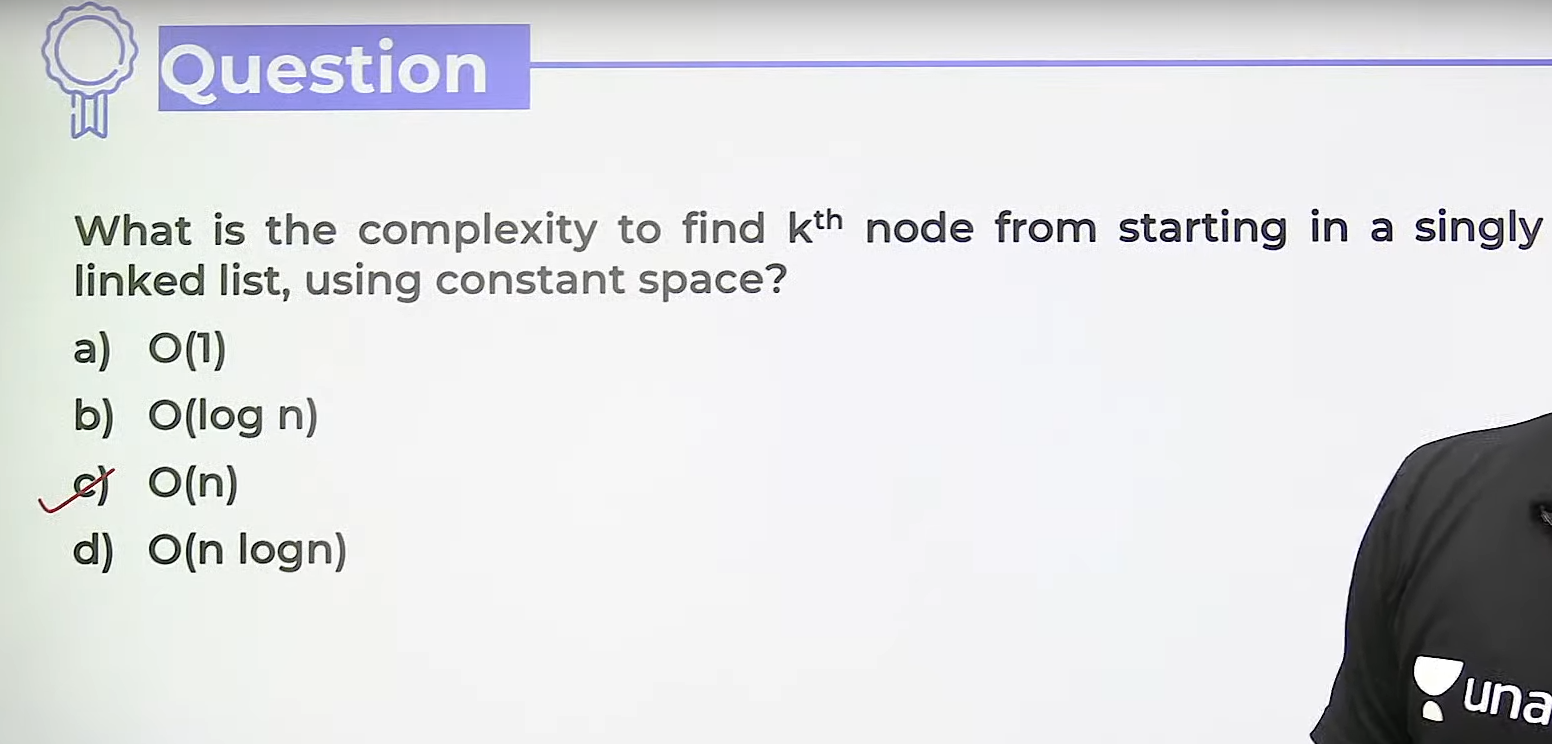 Question
What is the complexity to find kᵗʰ node from starting in a singly
linked list, using constant space?
a) O(1)
b) O(log n)
c) O(n)
d) O(n logn)
una